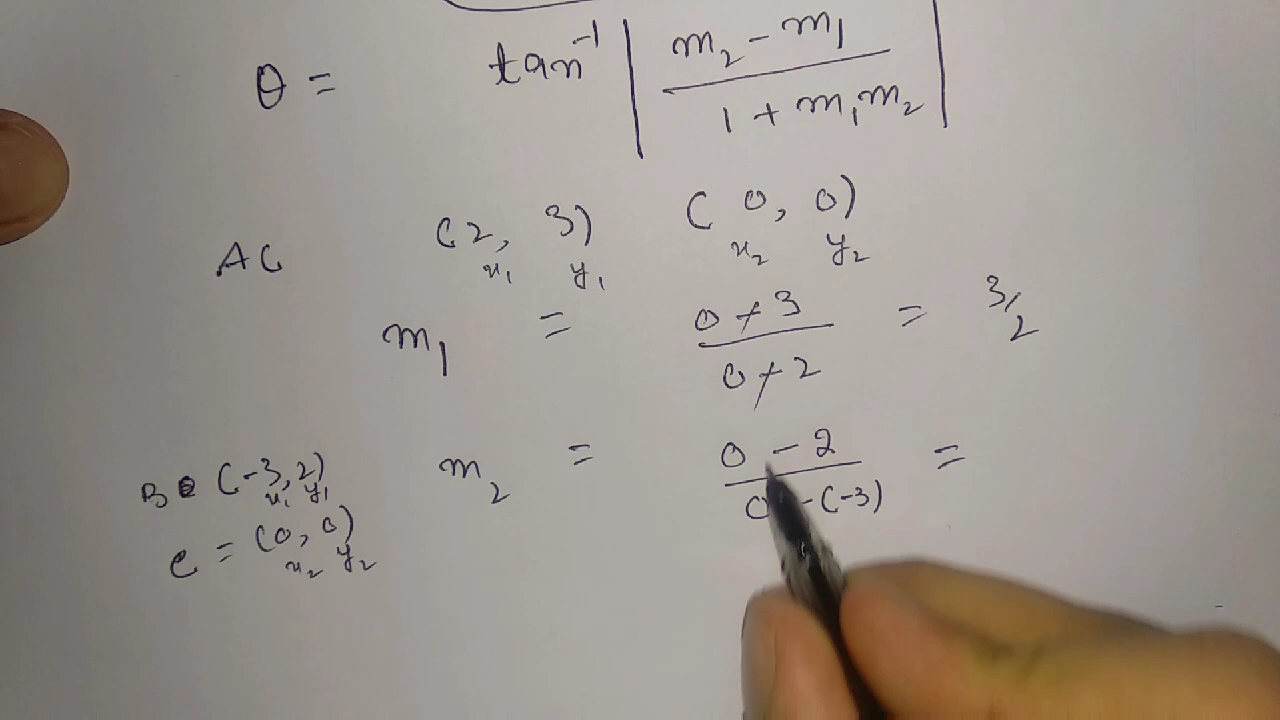 θ = tan⁻¹ | (m₂ - m₁) / (1 + m₁m₂) |
AC (2, 3) (0, 0)
x₁ y₁ x₂ y₂
m₁ = (0 + 3) / (0 + 2) = 3/2
B (-3, 2) m₂ = (0 - 2) / (0 - (-3)) =
x₁ y₁
C = (0, 0)
x₂ y₂